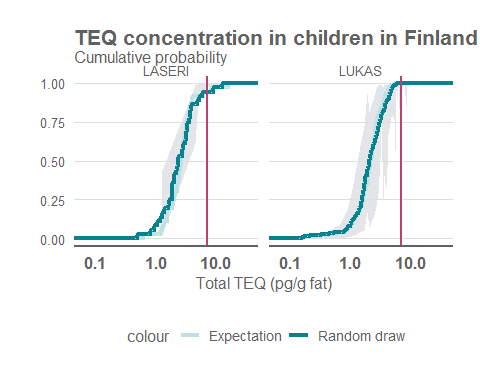 TEQ concentration in children in Finland
Cumulative probability
LASERI LUKAS
1.00
0.75
0.50
0.25
0.00
0.1 1.0 10.0 0.1 1.0 10.0
Total TEQ (pg/g fat)
colour Expectation Random draw